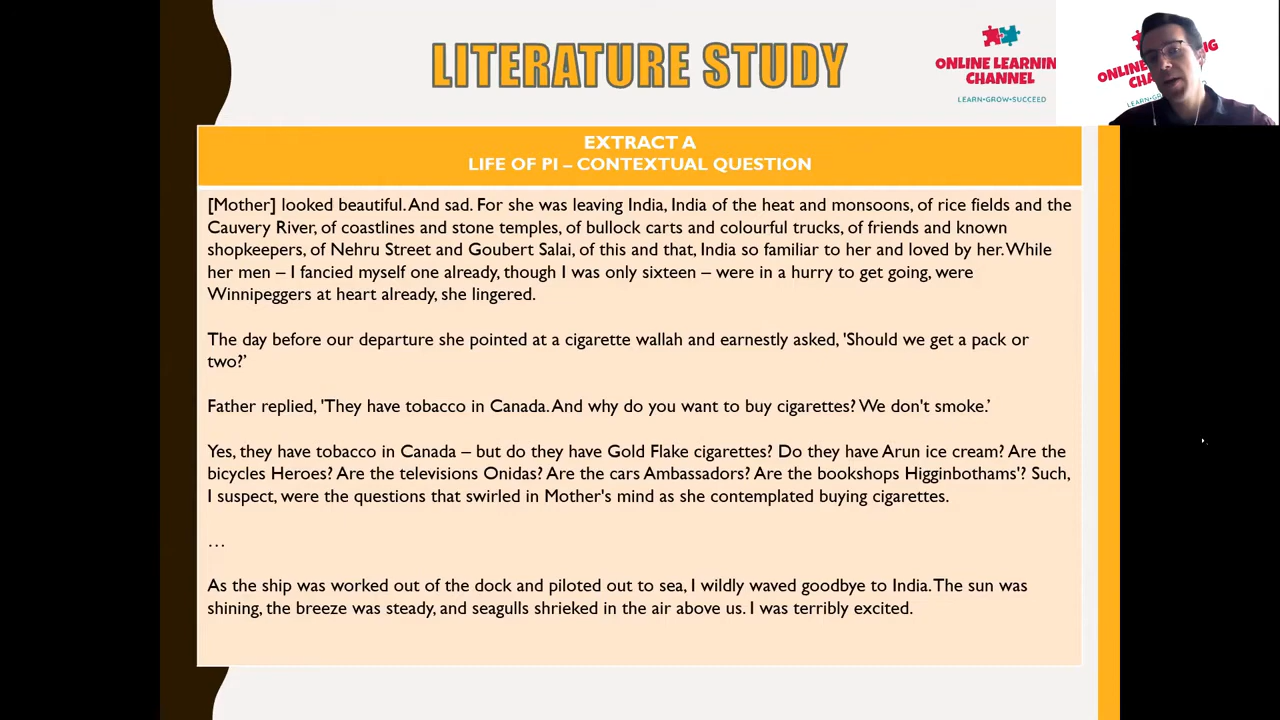 LITERATURE STUDY
ONLINE LEARNIN
CHANNEL
LEARN•GROW•SUCCEED
EXTRACT A
LIFE OF PI – CONTEXTUAL QUESTION
[Mother] looked beautiful. And sad. For she was leaving India, India of the heat and monsoons, of rice fields and the
Cauvery River, of coastlines and stone temples, of bullock carts and colourful trucks, of friends and known
shopkeepers, of Nehru Street and Goubert Salai, of this and that, India so familiar to her and loved by her. While
her men – I fancied myself one already, though I was only sixteen – were in a hurry to get going, were
Winnipeggers at heart already, she lingered.
The day before our departure she pointed at a cigarette wallah and earnestly asked, 'Should we get a pack or
two?’
Father replied, 'They have tobacco in Canada. And why do you want to buy cigarettes? We don't smoke.’
Yes, they have tobacco in Canada – but do they have Gold Flake cigarettes? Do they have Arun ice cream? Are the
bicycles Heroes? Are the televisions Onidas? Are the cars Ambassadors? Are the bookshops Higginbothams'? Such,
I suspect, were the questions that swirled in Mother's mind as she contemplated buying cigarettes.
…
As the ship was worked out of the dock and piloted out to sea, I wildly waved goodbye to India. The sun was
shining, the breeze was steady, and seagulls shrieked in the air above us. I was terribly excited.